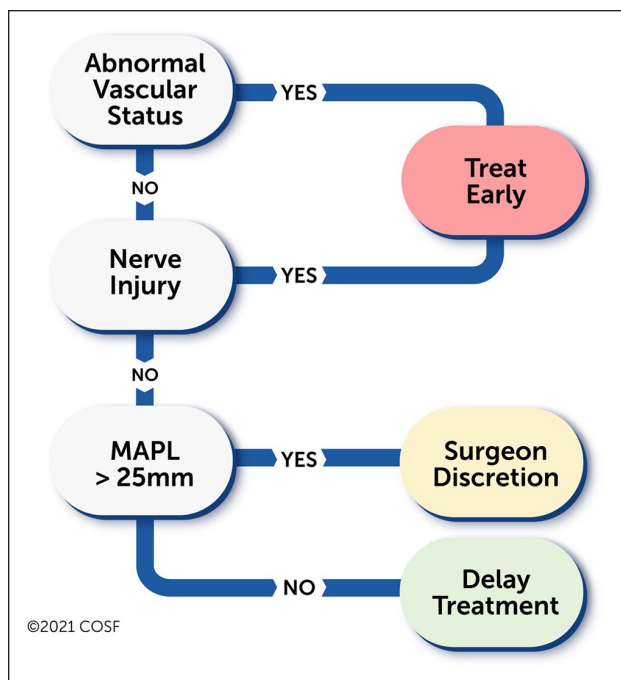 Abnormal
Vascular
Status
YES
Treat
Early
NO
Nerve
Injury
YES
NO
MAPL
> 25mm
YES
Surgeon
Discretion
NO
Delay
Treatment
©2021 COSF